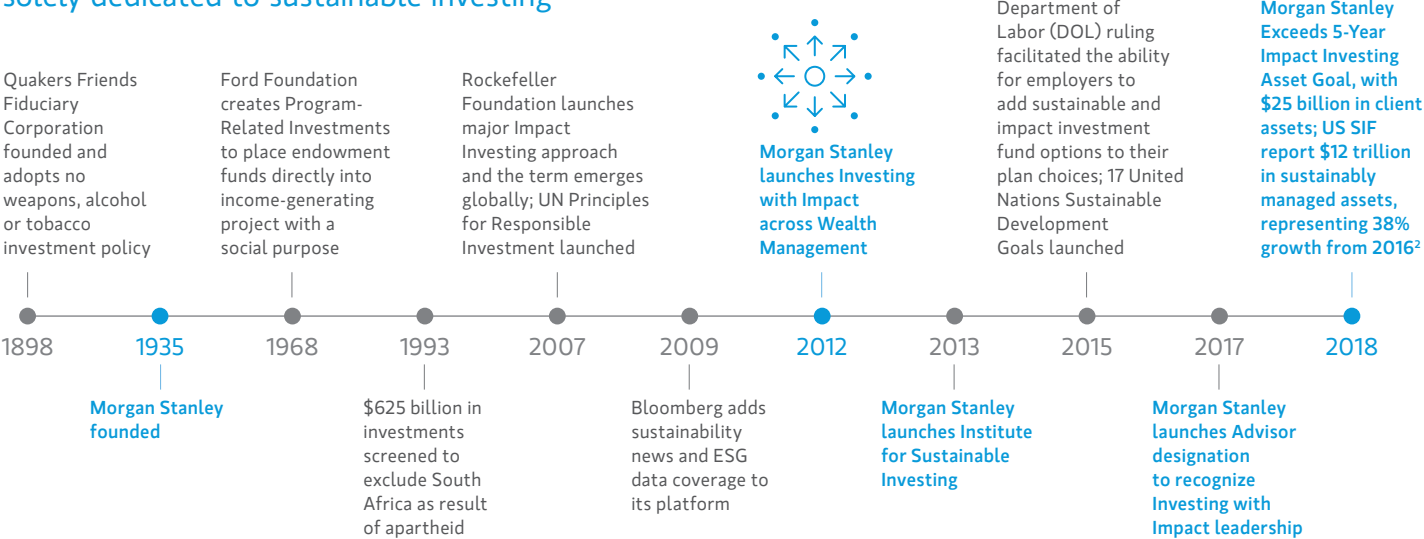 solely dedicated to sustainable investing
Quakers Friends
Fiduciary
Corporation
founded and
adopts no
weapons, alcohol
or tobacco
investment policy
Ford Foundation
creates Program-
Related Investments
to place endowment
funds directly into
income-generating
project with a
social purpose
Rockefeller
Foundation launches
major Impact
Investing approach
and the term emerges
globally; UN Principles
for Responsible
Investment launched
Morgan Stanley
launches Investing
with Impact
across Wealth
Management
Department of
Labor (DOL) ruling
facilitated the ability
for employers to
add sustainable and
impact investment
fund options to their
plan choices; 17 United
Nations Sustainable
Development
Goals launched
Morgan Stanley
Exceeds 5-Year
Impact Investing
Asset Goal, with
$25 billion in client
assets; US SIF
report $12 trillion
in sustainably
managed assets,
representing 38%
growth from 2016²
1898
1935
1968
1993
2007
2009
2012
2013
2015
2017
2018
Morgan Stanley
founded
$625 billion in
investments
screened to
exclude South
Africa as result
of apartheid
Bloomberg adds
sustainability
news and ESG
data coverage to
its platform
Morgan Stanley
launches Institute
for Sustainable
Investing
Morgan Stanley
launches Advisor
designation
to recognize
Investing with
Impact leadership